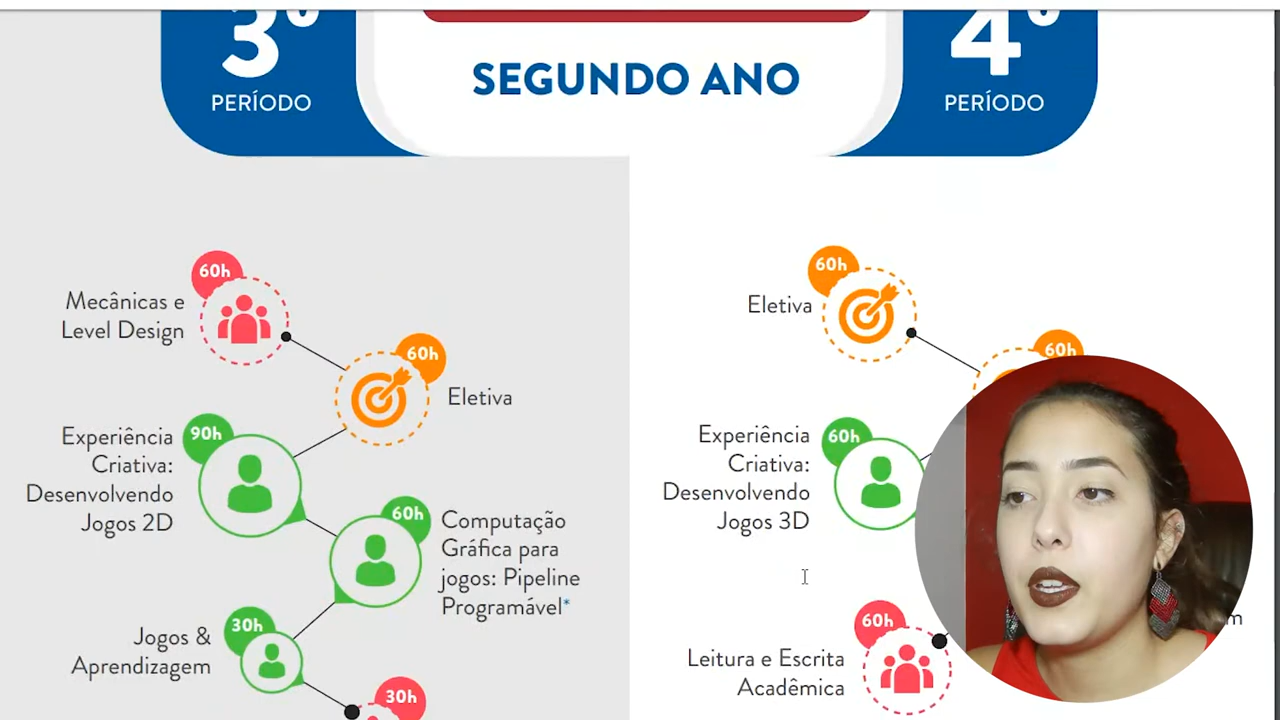 3º
PERÍODO
SEGUNDO ANO
4º
PERÍODO
60h
Mecânicas e
Level Design
60h
Eletiva
90h
Experiência
Criativa:
Desenvolvendo
Jogos 2D
60h
Computação
Gráfica para
jogos: Pipeline
Programável*
30h
Jogos &
Aprendizagem
30h
60h
Eletiva
60h
60h
Experiência
Criativa:
Desenvolvendo
Jogos 3D
60h
Leitura e Escrita
Acadêmica